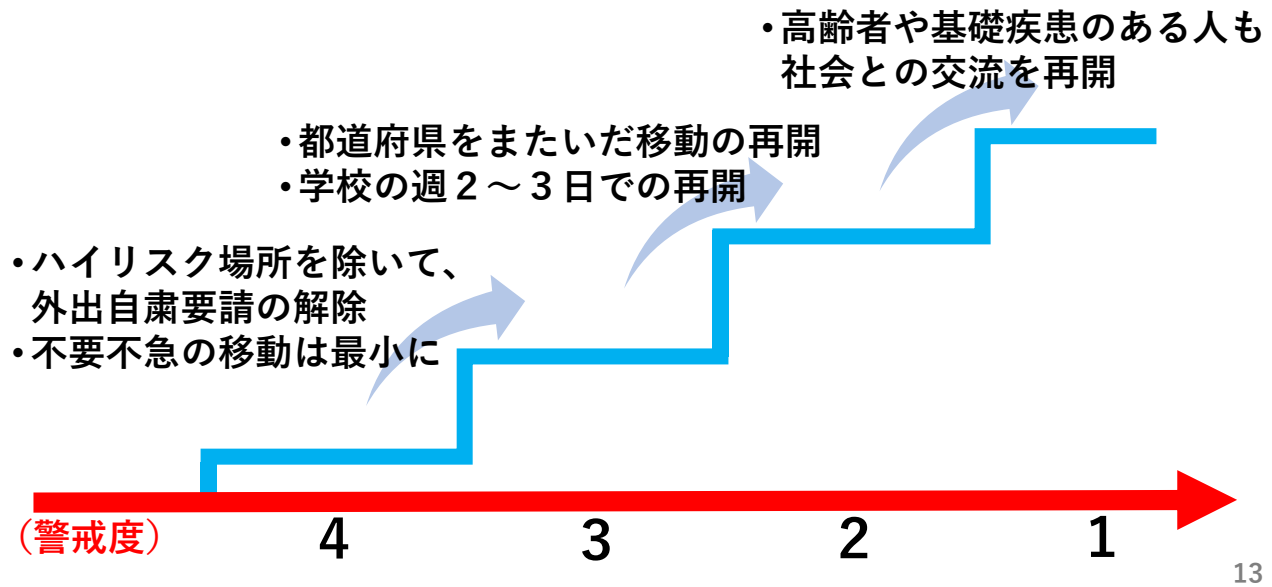 •高齢者や基礎疾患のある人も
社会との交流を再開
•都道府県をまたいだ移動の再開
•学校の週２～３日での再開
•ハイリスク場所を除いて、
外出自粛要請の解除
•不要不急の移動は最小に
（警戒度） 4 3 2 1
13